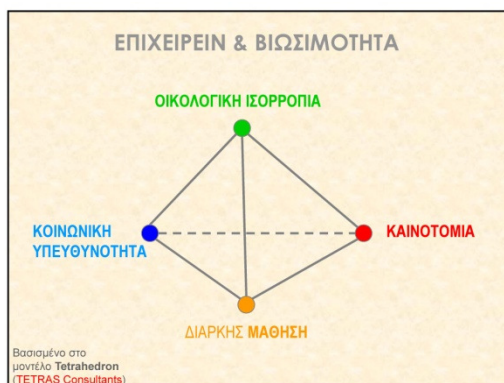 ΕΠΙΧΕΙΡΕΙΝ & ΒΙΩΣΙΜΟΤΗΤΑ
ΟΙΚΟΛΟΓΙΚΗ ΙΣΟΡΡΟΠΙΑ
ΚΟΙΝΩΝΙΚΗ
ΥΠΕΥΘΥΝΟΤΗΤΑ
ΚΑΙΝΟΤΟΜΙΑ
ΔΙΑΡΚΗΣ ΜΑΘΗΣΗ
Βασισμένο στο
μοντέλο Tetrahedron
(TETRAS Consultants)